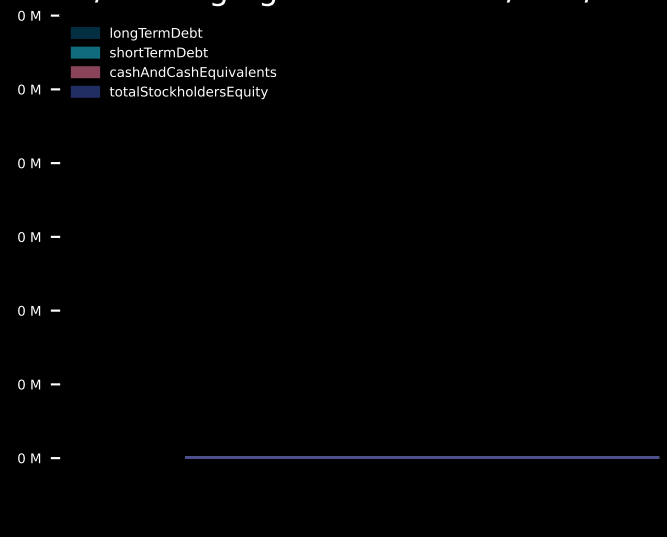 0 M
longTermDebt
shortTermDebt
cashAndCashEquivalents
0 M
totalStockholdersEquity
0 M
0 M
0 M
0 M
0 M